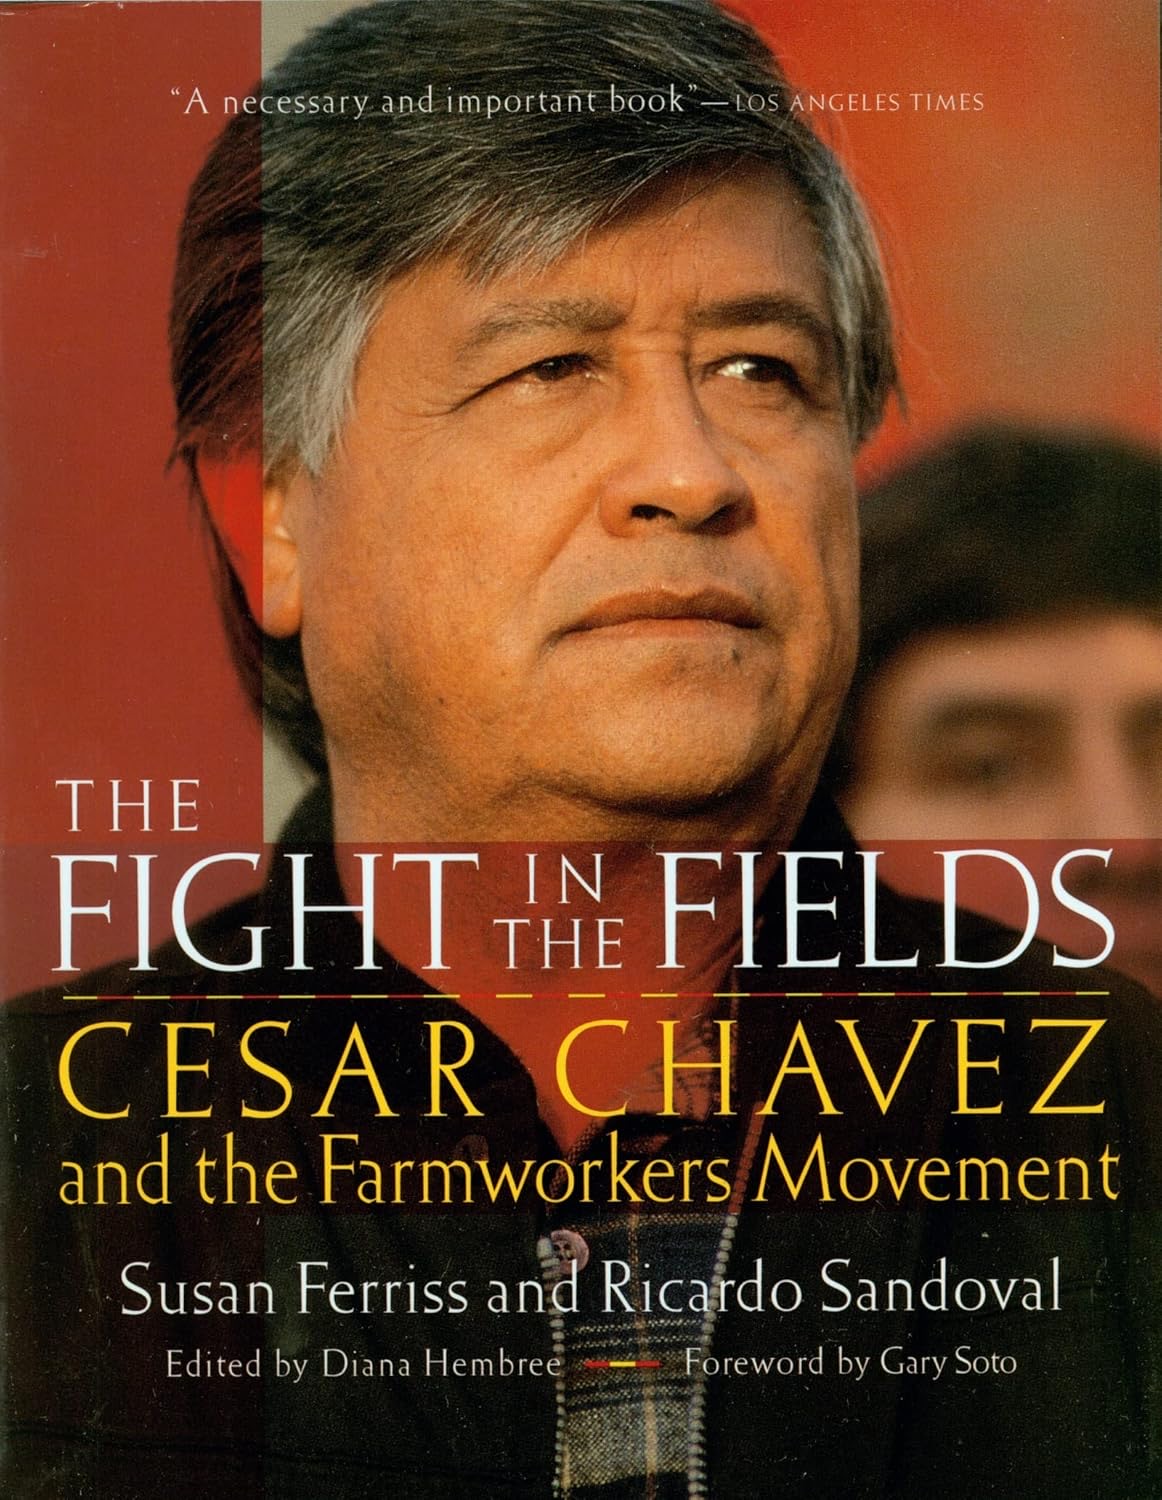 “A necessary and important book”—LOS ANGELES TIMES
THE
FIGHT IN THE FIELDS
CESAR CHAVEZ
and the Farmworkers Movement
Susan Ferriss and Ricardo Sandoval
Edited by Diana Hembree Foreword by Gary Soto